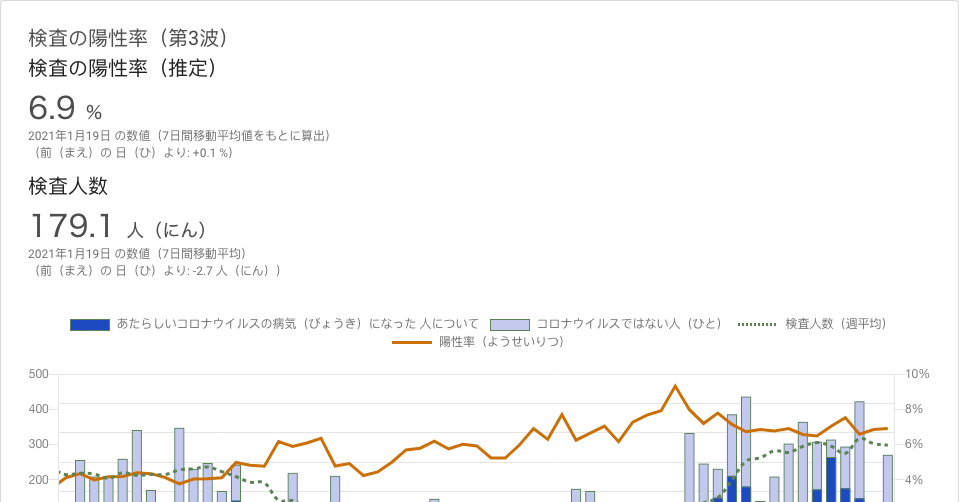 検査の陽性率（第3波）
検査の陽性率（推定）
6.9 %
2021年1月19日 の数値（7日間移動平均値をもとに算出）
（前（まえ）の 日（ひ）より: +0.1 %）
検査人数
179.1 人（にん）
2021年1月19日 の数値（7日間移動平均）
（前（まえ）の 日（ひ）より: -2.7 人（にん））
あたらしいコロナウイルスの病気（びょうき）になった 人について コロナウイルスではない人（ひと） 検査人数（週平均）
陽性率（ようせいりつ）
500 10%
400 8%
300 6%
200 4%